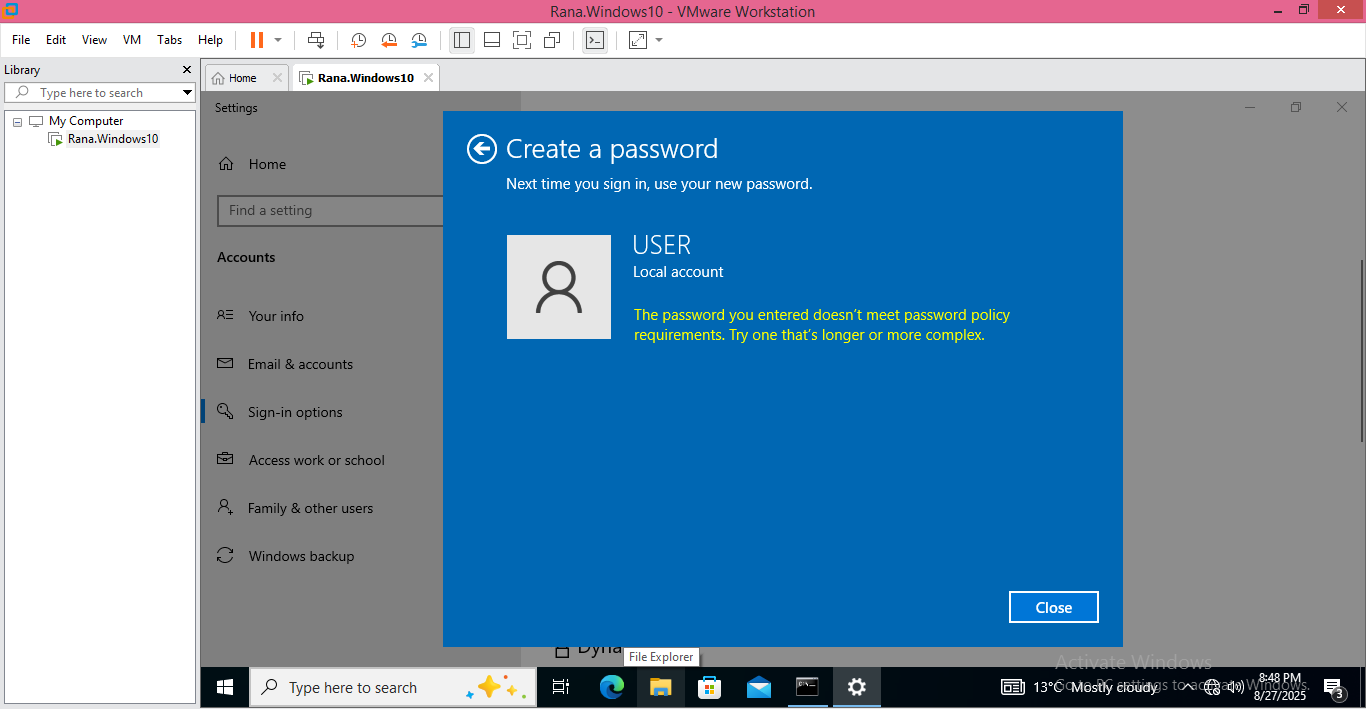 Rana.Windows10 - VMware Workstation
File Edit View VM Tabs Help
Library
Home
Rana.Windows10
Type here to search
My Computer
Rana.Windows10
Settings
Home
Find a setting
Accounts
Your info
Email & accounts
Sign-in options
Access work or school
Family & other users
Windows backup
Create a password
Next time you sign in, use your new password.
USER
Local account
The password you entered doesn't meet password policy
requirements. Try one that's longer or more complex.
Close
Dyna
File Explorer
Activate Windows
Go to PC settings to activate Windows.
Type here to search
13°C Mostly cloudy
8:48 PM
8/27/2025
3